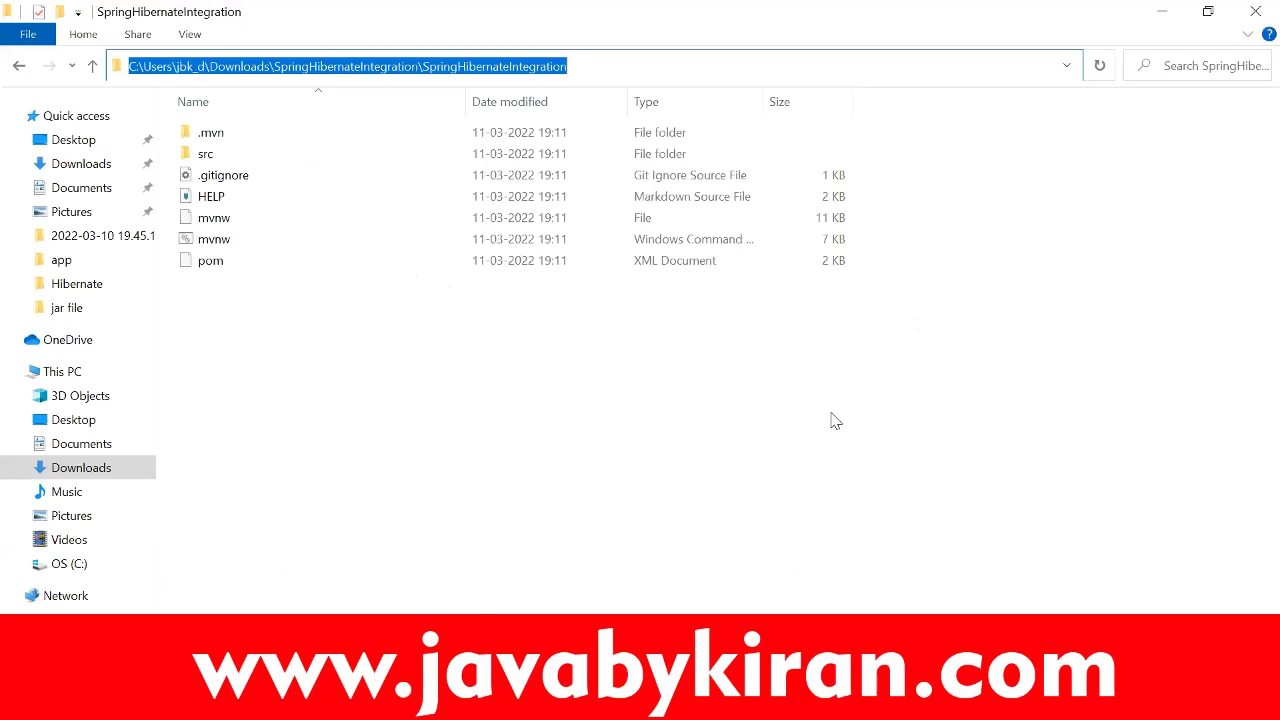 SpringHibernateIntegration
File Home Share View
C:\Users\jbk_d\Downloads\SpringHibernateIntegration\SpringHibernateIntegration
Search SpringHibe...
Name Date modified Type Size
Quick access
Desktop
Downloads
Documents
Pictures
2022-03-10 19.45.1
app
Hibernate
jar file
OneDrive
This PC
3D Objects
Desktop
Documents
Downloads
Music
Pictures
Videos
OS (C:)
Network
.mvn 11-03-2022 19:11 File folder
src 11-03-2022 19:11 File folder
.gitignore 11-03-2022 19:11 Git Ignore Source File 1 KB
HELP 11-03-2022 19:11 Markdown Source File 2 KB
mvnw 11-03-2022 19:11 File 11 KB
mvnw 11-03-2022 19:11 Windows Command ... 7 KB
pom 11-03-2022 19:11 XML Document 2 KB
www.javabykiran.com